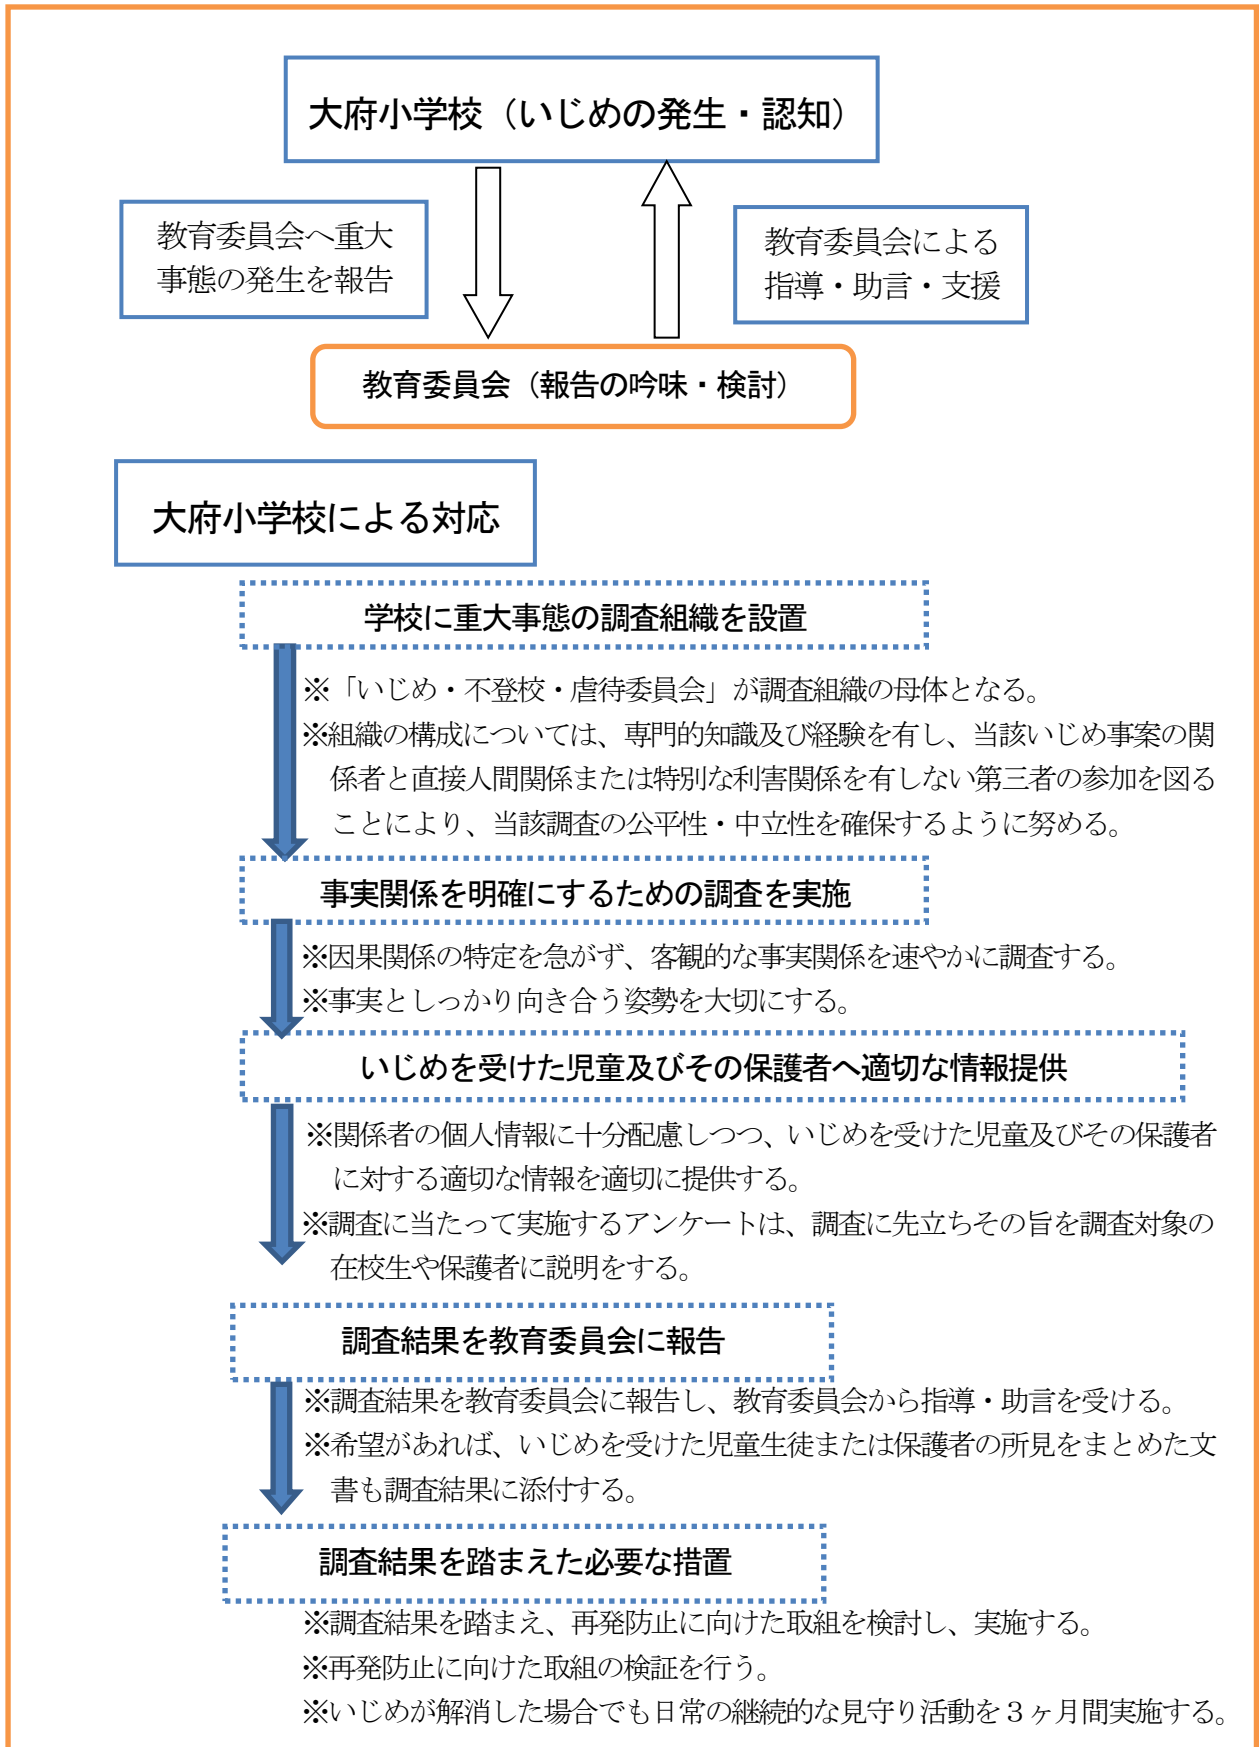 大府小学校（いじめの発生・認知）
教育委員会へ重大
事態の発生を報告
教育委員会による
指導・助言・支援
教育委員会（報告の吟味・検討）
大府小学校による対応
学校に重大事態の調査組織を設置
※「いじめ・不登校・虐待委員会」が調査組織の母体となる。
※組織の構成については、専門的知識及び経験を有し、当該いじめ事案の関
係者と直接人間関係または特別な利害関係を有しない第三者の参加を図る
ことにより、当該調査の公平性・中立性を確保するように努める。
事実関係を明確にするための調査を実施
※因果関係の特定を急がず、客観的な事実関係を速やかに調査する。
※事実としっかり向き合う姿勢を大切にする。
いじめを受けた児童及びその保護者へ適切な情報提供
※関係者の個人情報に十分配慮しつつ、いじめを受けた児童及びその保護者
に対する適切な情報を適切に提供する。
※調査に当たって実施するアンケートは、調査に先立ちその旨を調査対象の
在校生や保護者に説明をする。
調査結果を教育委員会に報告
※調査結果を教育委員会に報告し、教育委員会から指導・助言を受ける。
※希望があれば、いじめを受けた児童生徒または保護者の所見をまとめた文
書も調査結果に添付する。
調査結果を踏まえた必要な措置
※調査結果を踏まえ、再発防止に向けた取組を検討し、実施する。
※再発防止に向けた取組の検証を行う。
※いじめが解消した場合でも日常の継続的な見守り活動を３ヶ月間実施する。